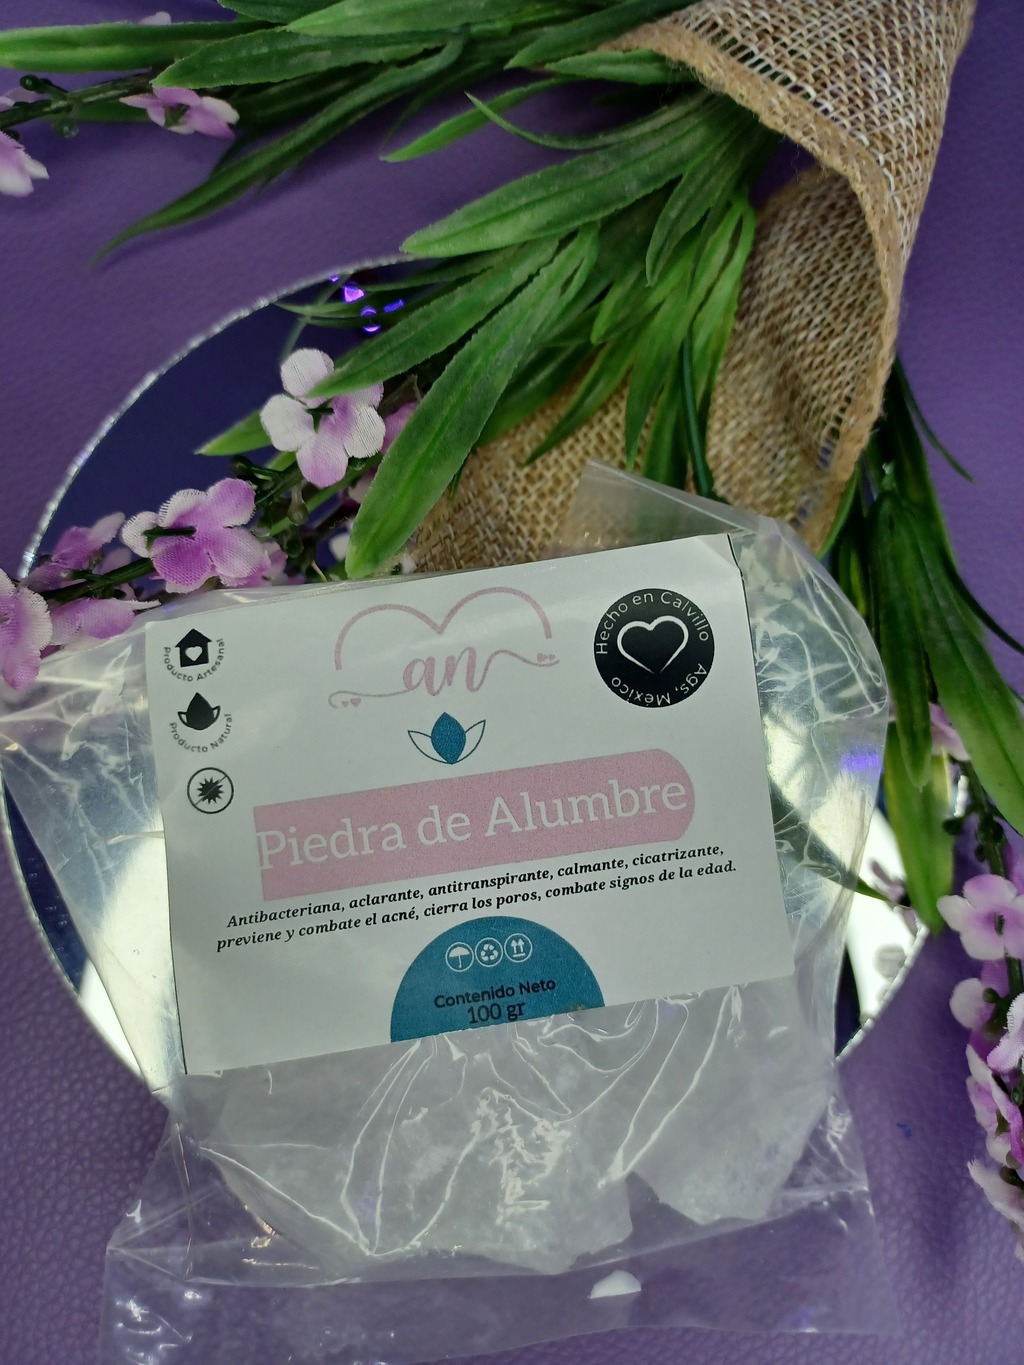 Producto Artesanal
Producto Natural
an
Hecho en Calvillo
Ags, México
Piedra de Alumbre
Antibacteriana, aclarante, antitranspirante, calmante, cicatrizante,
previene y combate el acné, cierra los poros, combate signos de la edad.
Contenido Neto
100 gr